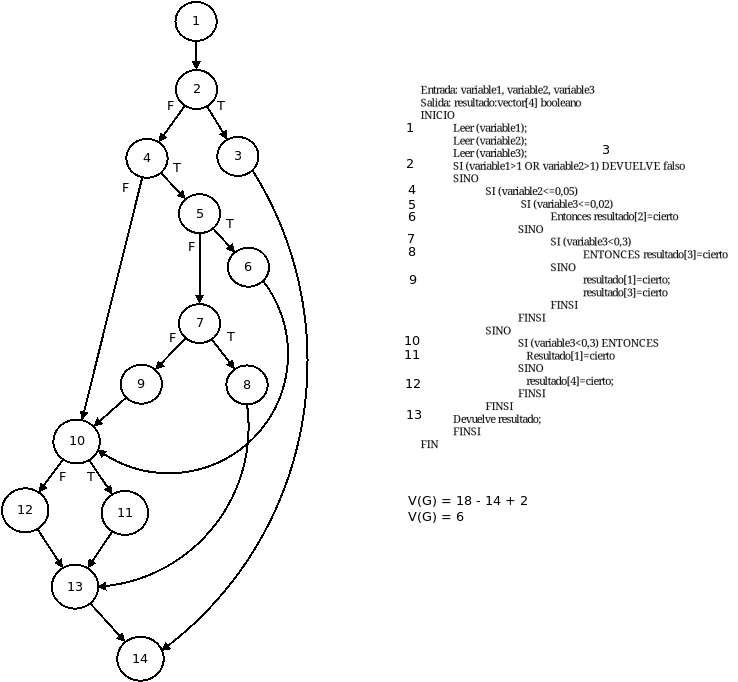 1
2
F T
4
3
T
F
5
T
F
6
7
F T
9
8
10
F T
12
11
13
14
Entrada: variable1, variable2, variable3
Salida: resultado:vector[4] booleano
INICIO
1 Leer (variable1);
Leer (variable2);
Leer (variable3);
3
2 SI (variable1>1 OR variable2>1) DEVUELVE falso
SINO
4 SI (variable2<=0,05)
5 SI (variable3<=0,02)
6 Entonces resultado[2]=cierto
SINO
7 SI (variable3<0,3)
8 ENTONCES resultado[3]=cierto
SINO
9 resultado[1]=cierto;
resultado[3]=cierto
FINSI
FINSI
SINO
10 SI (variable3<0,3) ENTONCES
11 Resultado[1]=cierto
SINO
12 resultado[4]=cierto;
FINSI
FINSI
13 Devuelve resultado;
FINSI
FIN
V(G) = 18 - 14 + 2
V(G) = 6